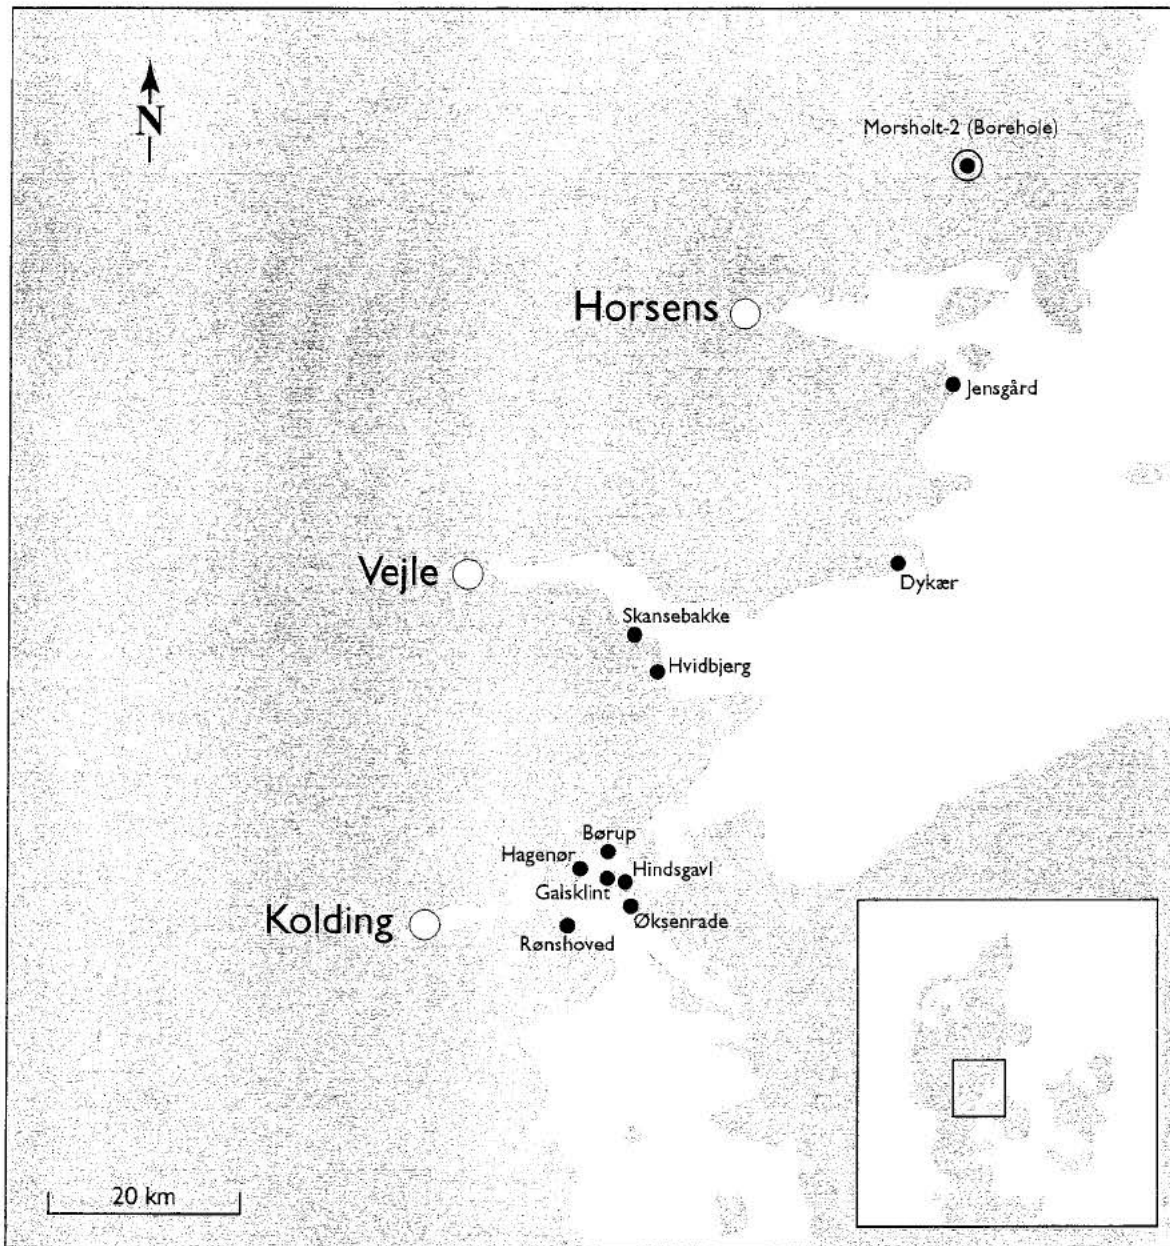 N
Morsholt-2 (Borehole)
Horsens
Jensgård
Vejle
Dykær
Skansebakke
Hvidbjerg
Børup
Hagenør
Hindsgavl
Galsklint
Øksenrade
Kolding
Rønshoved
20 km